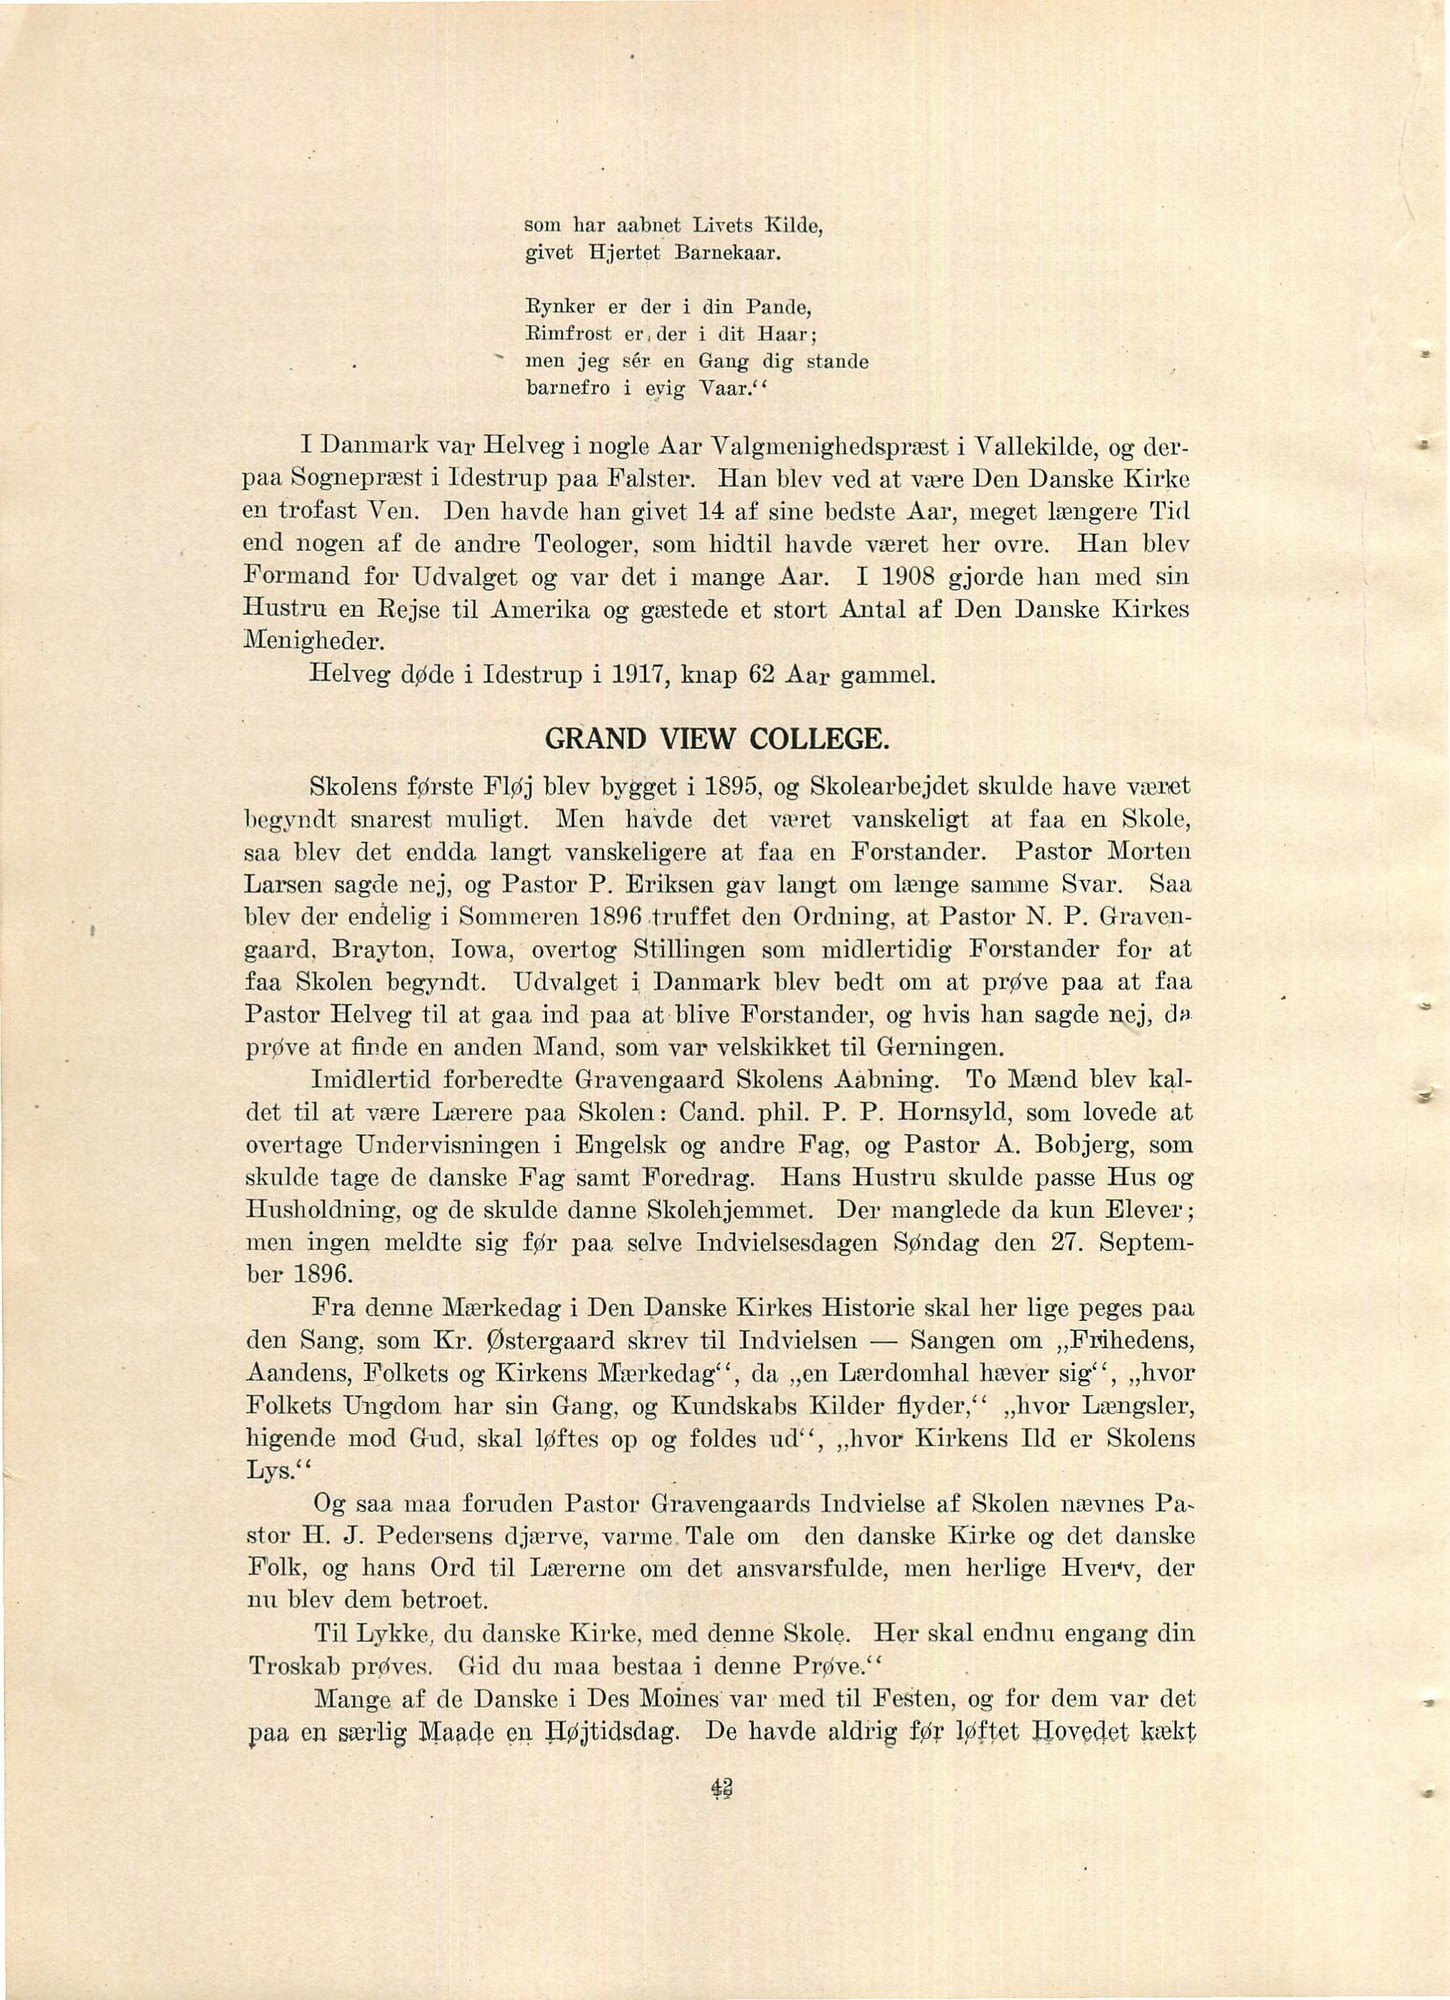 som har aabnet Livets Kilde,
givet Hjertet Barnekaar.
Rynker er der i din Pande,
Rimfrost er der i dit Haar;
men jeg sér en Gang dig stande
barnefro i evig Vaar.“
I Danmark var Helveg i nogle Aar Valgmenighedspræst i Vallekilde, og der-
paa Sognepræst i Idestrup paa Falster. Han blev ved at være Den Danske Kirke
en trofast Ven. Den havde han givet 14 af sine bedste Aar, meget længere Tid
end nogen af de andre Teologer, som hidtil havde været her ovre. Han blev
Formand for Udvalget og var det i mange Aar. I 1908 gjorde han med sin
Hustru en Rejse til Amerika og gæstede et stort Antal af Den Danske Kirkes
Menigheder.
Helveg døde i Idestrup i 1917, knap 62 Aar gammel.
GRAND VIEW COLLEGE.
Skolens første Fløj blev bygget i 1895, og Skolearbejdet skulde have været
begyndt snarest muligt. Men havde det været vanskeligt at faa en Skole,
saa blev det endda langt vanskeligere at faa en Forstander. Pastor Morten
Larsen sagde nej, og Pastor P. Eriksen gav langt om længe samme Svar. Saa
blev der endelig i Sommeren 1896 truffet den Ordning, at Pastor N. P. Graven-
gaard, Brayton, Iowa, overtog Stillingen som midlertidig Forstander for at
faa Skolen begyndt. Udvalget i Danmark blev bedt om at prøve paa at faa
Pastor Helveg til at gaa ind paa at blive Forstander, og hvis han sagde nej, da
prøve at finde en anden Mand, som var velskikket til Gerningen.
Imidlertid forberedte Gravengaard Skolens Aabning. To Mænd blev kal-
det til at være Lærere paa Skolen: Cand. phil. P. P. Hornsyld, som lovede at
overtage Undervisningen i Engelsk og andre Fag, og Pastor A. Bobjerg, som
skulde tage de danske Fag samt Foredrag. Hans Hustru skulde passe Hus og
Husholdning, og de skulde danne Skolehjemmet. Der manglede da kun Elever;
men ingen meldte sig før paa selve Indvielsesdagen Søndag den 27. Septem-
ber 1896.
Fra denne Mærkedag i Den Danske Kirkes Historie skal her lige peges paa
den Sang, som Kr. Østergaard skrev til Indvielsen — Sangen om „Frihedens,
Aandens, Folkets og Kirkens Mærkedag“, da „en Lærdomhal hæver sig“, „hvor
Folkets Ungdom har sin Gang, og Kundskabs Kilder flyder,“ „hvor Længsler,
higende mod Gud, skal løftes op og foldes ud“, „hvor Kirkens Ild er Skolens
Lys.“
Og saa maa foruden Pastor Gravengaards Indvielse af Skolen nævnes Pa-
stor H. J. Pedersens djærve, varme Tale om den danske Kirke og det danske
Folk, og hans Ord til Lærerne om det ansvarsfulde, men herlige Hverv, der
nu blev dem betroet.
Til Lykke, du danske Kirke, med denne Skole. Her skal endnu engang din
Troskab prøves. Gid du maa bestaa i denne Prøve.“
Mange af de Danske i Des Moines var med til Festen, og for dem var det
paa en særlig Maade en Højtidsdag. De havde aldrig før løftet Hovedet kækt